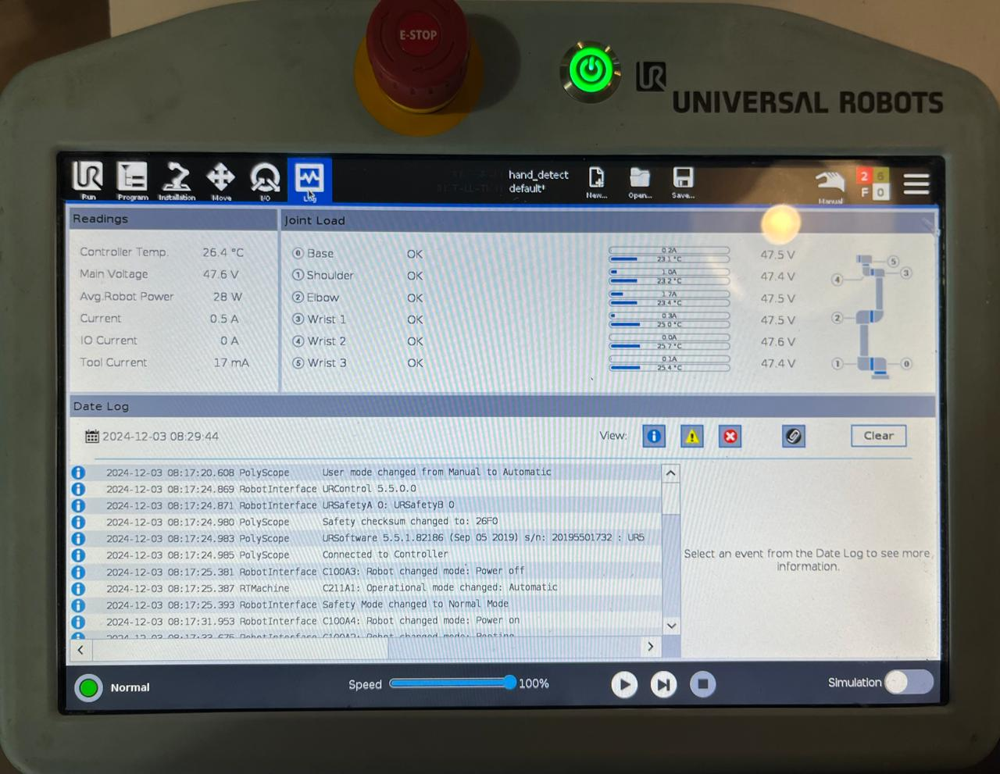 E-STOP
UR
UNIVERSAL ROBOTS
Run
Program
Installation
Move
I/O
Log
hand_detect
default*
New...
Open...
Save...
Manual
2 6
F 0
Readings
Controller Temp. 26.4 °C
Main Voltage 47.6 V
Avg.Robot Power 28 W
Current 0.5 A
IO Current 0 A
Tool Current 17 mA
Joint Load
0 Base OK 0.2A 23.1 °C 47.5 V
1 Shoulder OK 1.0A 23.2 °C 47.4 V
2 Elbow OK 1.7A 23.4 °C 47.5 V
3 Wrist 1 OK 0.3A 25.0 °C 47.5 V
4 Wrist 2 OK 0.0A 25.7 °C 47.6 V
5 Wrist 3 OK 0.1A 25.4 °C 47.4 V
5
3
4
2
1
0
Date Log
2024-12-03 08:29:44
View:
Clear
2024-12-03 08:17:20.608 PolyScope User mode changed from Manual to Automatic
2024-12-03 08:17:24.869 RobotInterface URControl 5.5.0.0
2024-12-03 08:17:24.871 RobotInterface URSafetyA 0: URSafetyB 0
2024-12-03 08:17:24.980 PolyScope Safety checksum changed to: 26F0
2024-12-03 08:17:24.983 PolyScope URSoftware 5.5.1.82186 (Sep 05 2019) s/n: 20195501732 : UR5
2024-12-03 08:17:24.985 PolyScope Connected to Controller
2024-12-03 08:17:25.381 RobotInterface C100A3: Robot changed mode: Power off
2024-12-03 08:17:25.387 RTMachine C211A1: Operational mode changed: Automatic
2024-12-03 08:17:25.393 RobotInterface Safety Mode changed to Normal Mode
2024-12-03 08:17:31.953 RobotInterface C100A4: Robot changed mode: Power on
Select an event from the Date Log to see more
information.
Normal
Speed 100%
Simulation